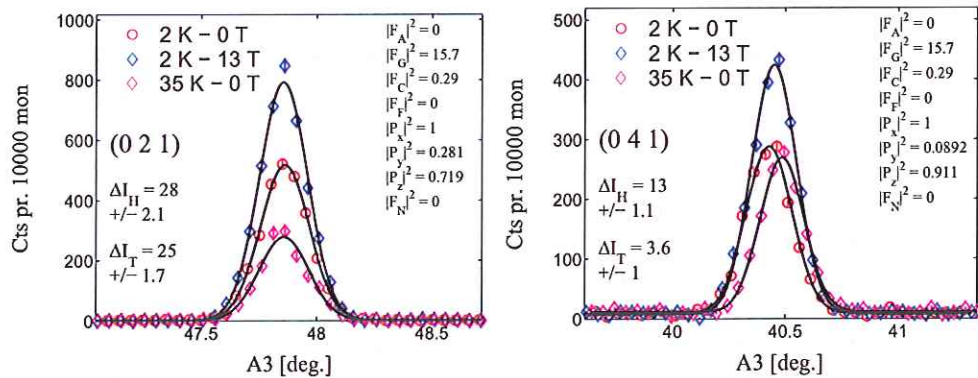 1000
800
600
400
200
0
Cts pr. 10000 mon
2 K − 0 T
2 K − 13 T
35 K − 0 T
(0 2 1)
ΔI_H = 28
+/− 2.1
ΔI_T = 25
+/− 1.7
|F_A|² = 0
|F_G|² = 15.7
|F_C|² = 0.29
|F_F|² = 0
|P_x|² = 1
|P_y|² = 0.281
|P_z|² = 0.719
|F_N|² = 0
47.5 48 48.5
A3 [deg.]
500
400
300
200
100
0
Cts pr. 10000 mon
2 K − 0 T
2 K − 13 T
35 K − 0 T
(0 4 1)
ΔI_H = 13
+/− 1.1
ΔI_T = 3.6
+/− 1
|F_A|² = 0
|F_G|² = 15.7
|F_C|² = 0.29
|F_F|² = 0
|P_x|² = 1
|P_y|² = 0.0892
|P_z|² = 0.911
|F_N|² = 0
40 40.5 41
A3 [deg.]